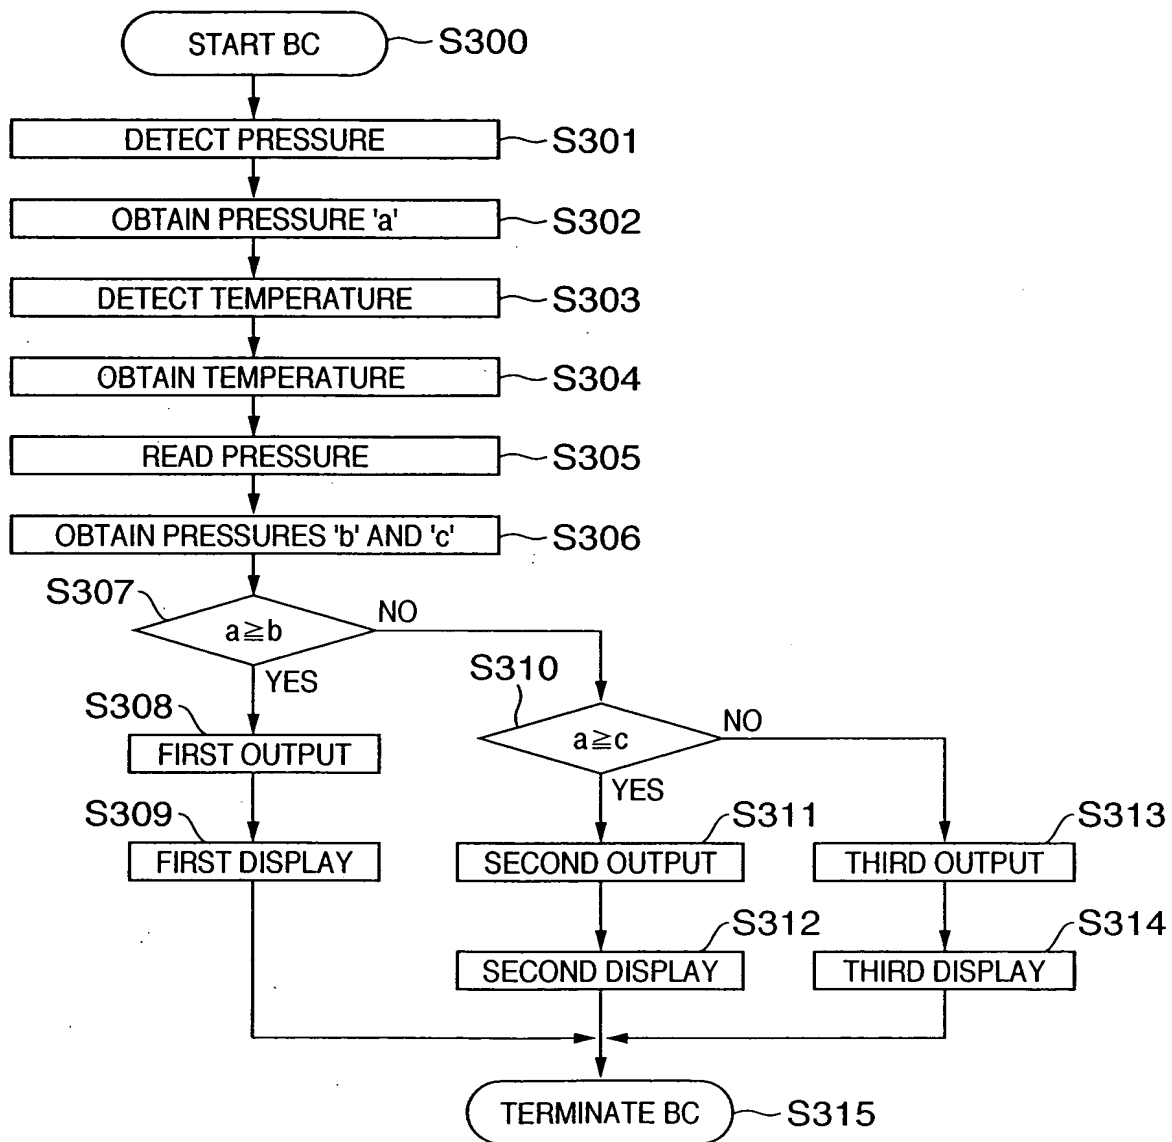 START BC
S300
DETECT PRESSURE
S301
OBTAIN PRESSURE 'a'
S302
DETECT TEMPERATURE
S303
OBTAIN TEMPERATURE
S304
READ PRESSURE
S305
OBTAIN PRESSURES 'b' AND 'c'
S306
S307
a≧b
NO
YES
S310
a≧c
NO
YES
S308
FIRST OUTPUT
S309
FIRST DISPLAY
S311
SECOND OUTPUT
S312
SECOND DISPLAY
S313
THIRD OUTPUT
S314
THIRD DISPLAY
TERMINATE BC
S315